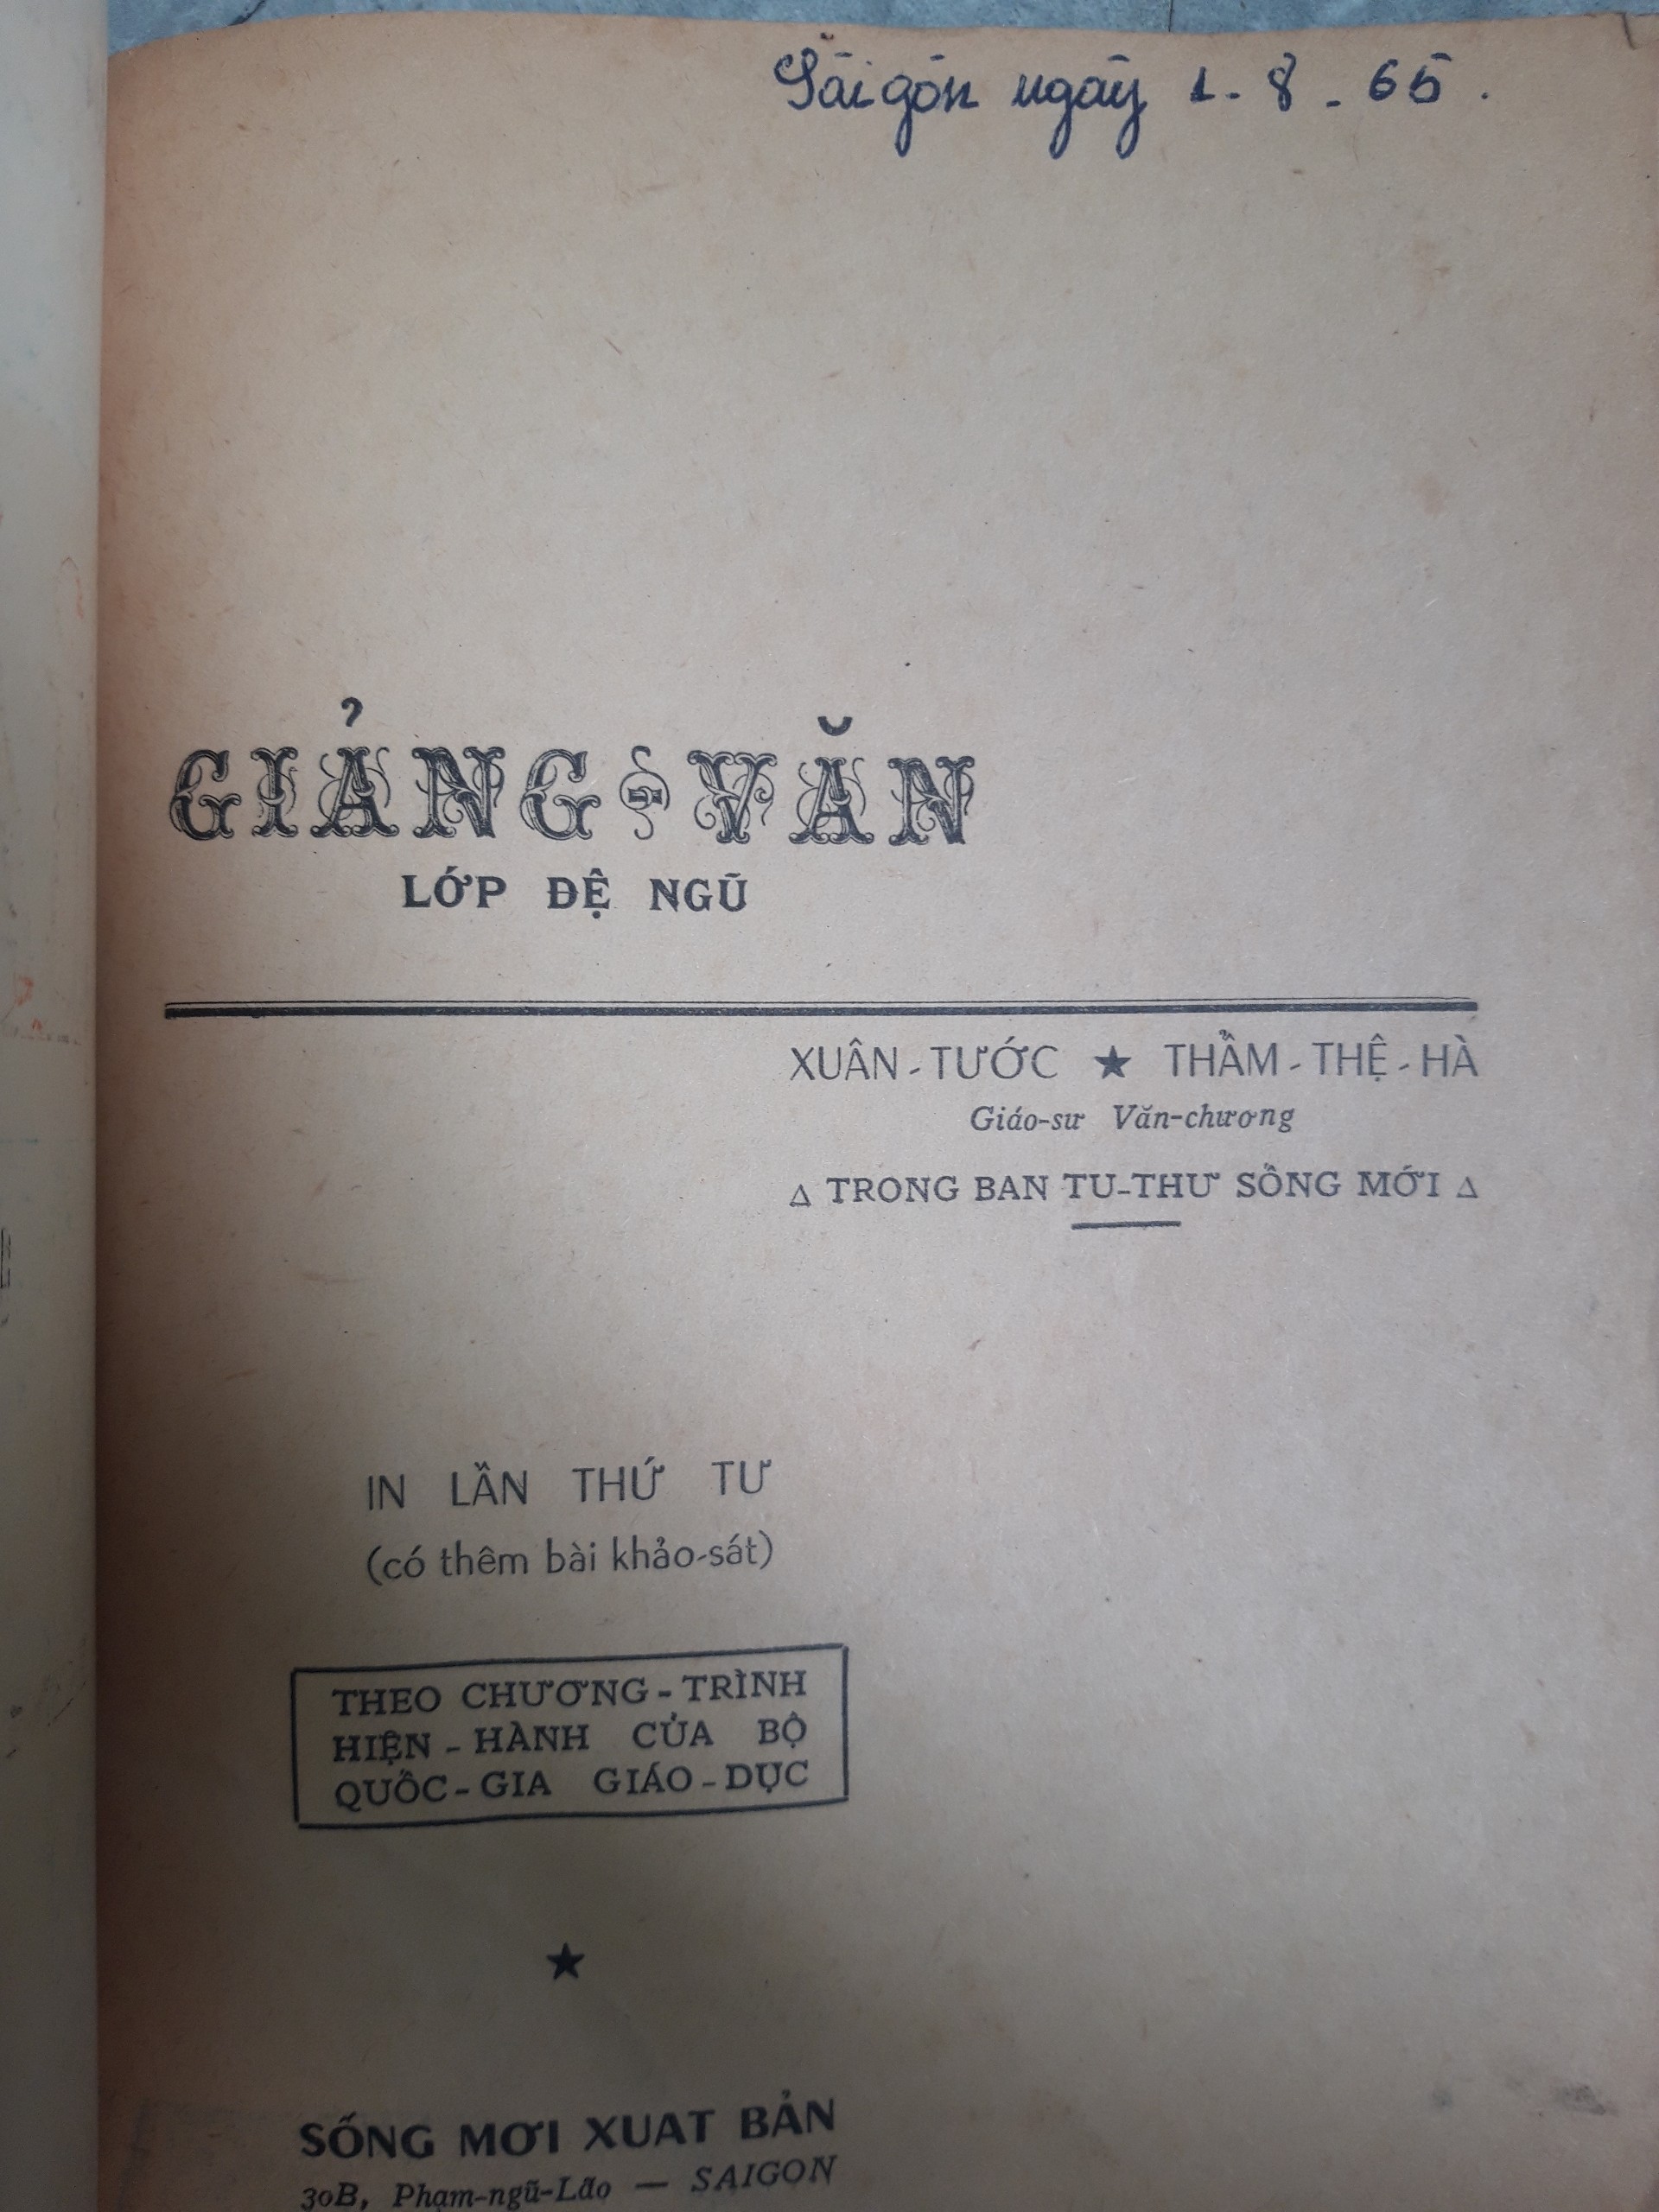 Sài gòn ngày 1 - 8 - 65 .
GIẢNG-VĂN
LỚP ĐỆ NGŨ
XUÂN-TƯỚC ★ THẨM-THỆ-HÀ
Giáo-sư Văn-chương
△ TRONG BAN TU-THƯ SỐNG MỚI △
IN LẦN THỨ TƯ
(có thêm bài khảo-sát)
THEO CHƯƠNG-TRÌNH
HIỆN-HÀNH CỦA BỘ
QUỐC-GIA GIÁO-DỤC
★
SỐNG MƠI XUAT BẢN
30B, Phạm-ngũ-Lão — SAIGON